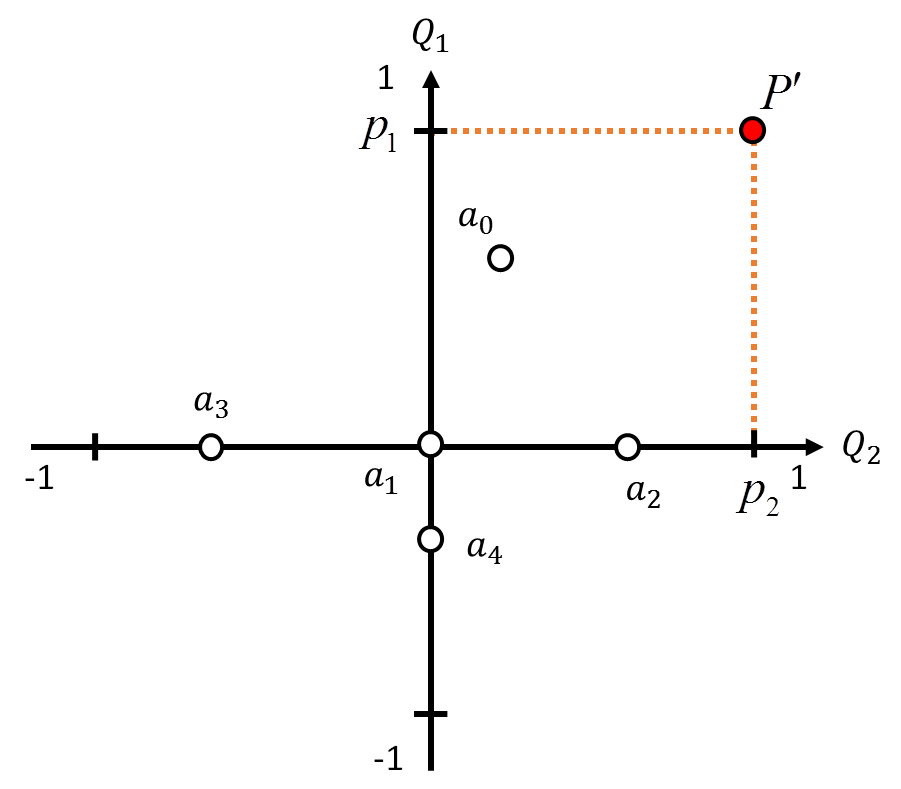 Q₁
1
P′
p₁
a₀
a₃
Q₂
-1
a₁
a₂
p₂
1
a₄
-1